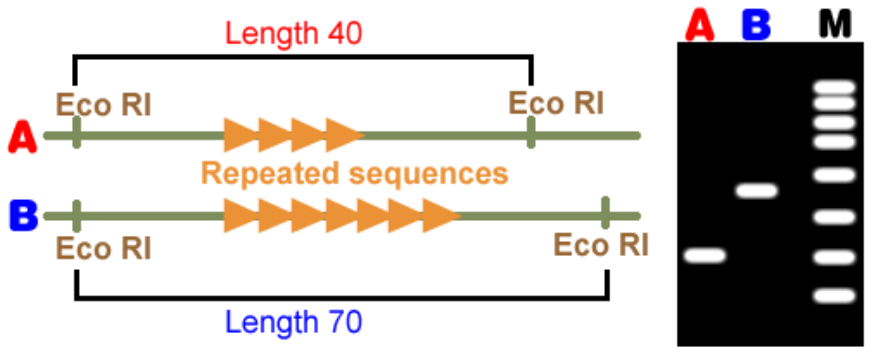 A B M
Length 40
Eco RI Eco RI
A
Repeated sequences
B
Eco RI Eco RI
Length 70